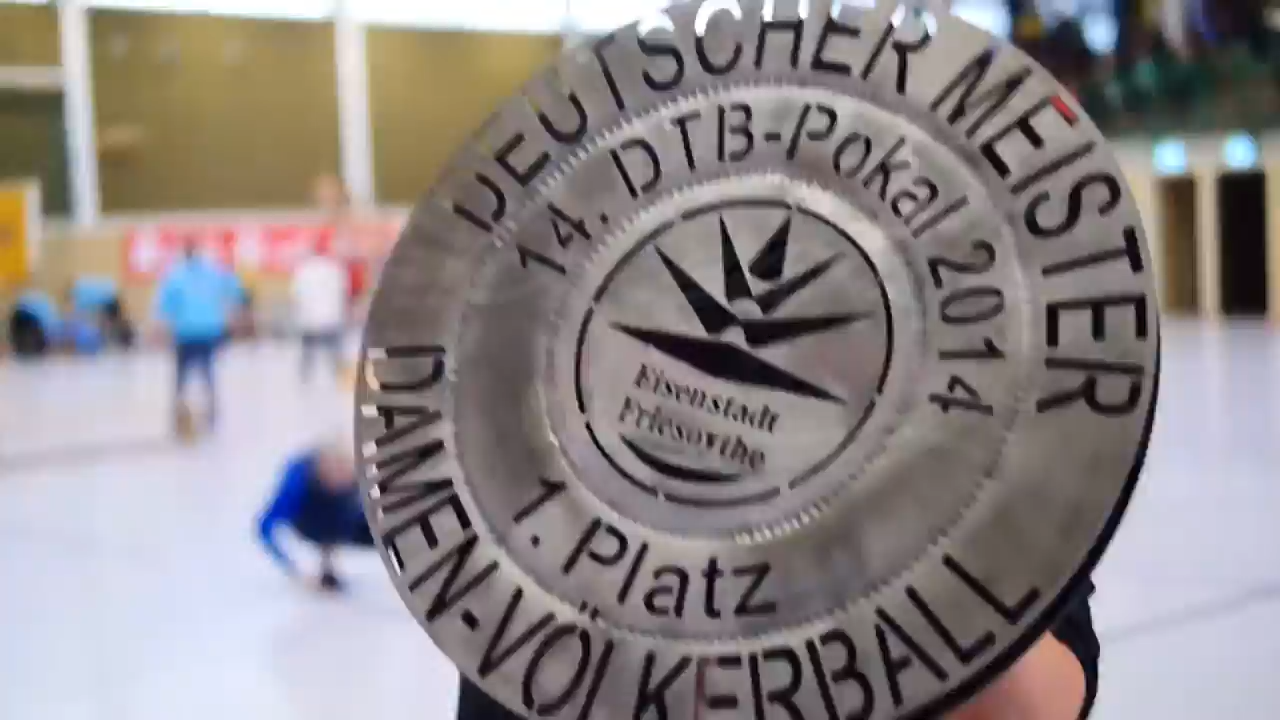 DEUTSCHER MEISTER
14. DTB-Pokal 2014
Eisenstadt
Friesoythe
1. Platz
DAMEN-VÖLKERBALL